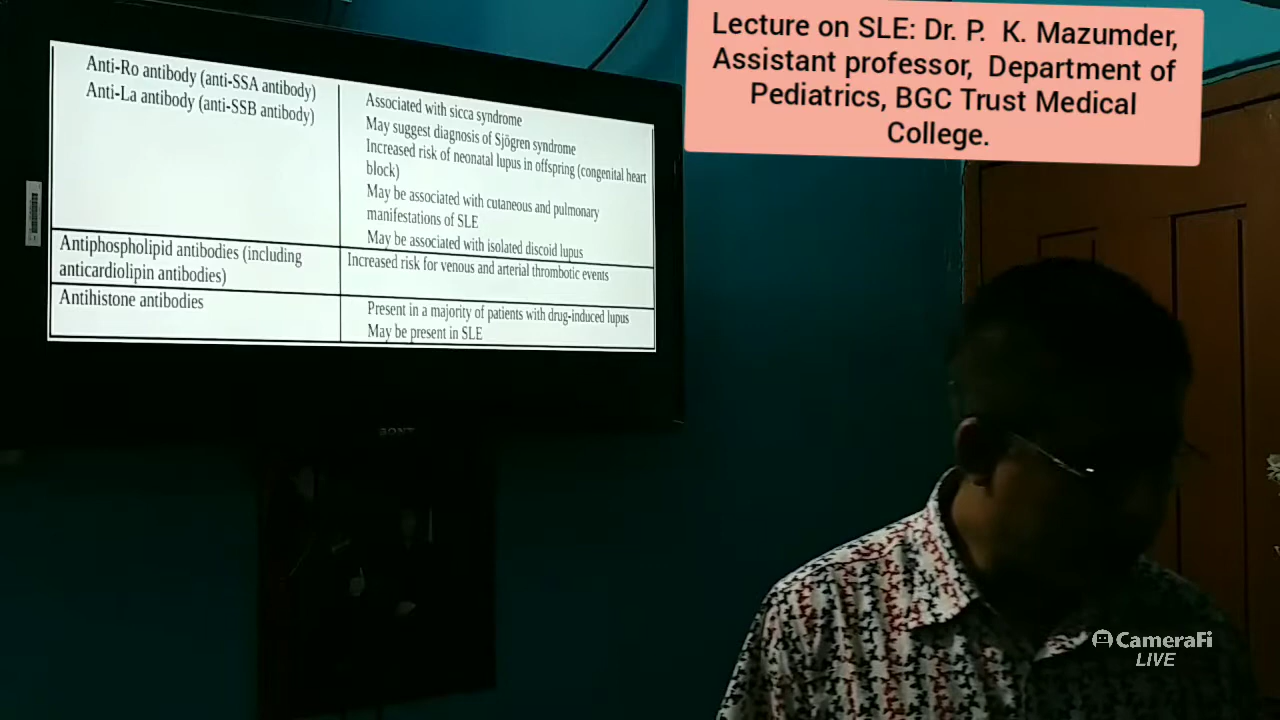 Lecture on SLE: Dr. P. K. Mazumder,
Assistant professor, Department of
Pediatrics, BGC Trust Medical
College.
Anti-Ro antibody (anti-SSA antibody)
Anti-La antibody (anti-SSB antibody)
Associated with sicca syndrome
May suggest diagnosis of Sjögren syndrome
Increased risk of neonatal lupus in offspring (congenital heart
block)
May be associated with cutaneous and pulmonary
manifestations of SLE
May be associated with isolated discoid lupus
Antiphospholipid antibodies (including
anticardiolipin antibodies)
Increased risk for venous and arterial thrombotic events
Antihistone antibodies
Present in a majority of patients with drug-induced lupus
May be present in SLE
SONY
CameraFi
LIVE